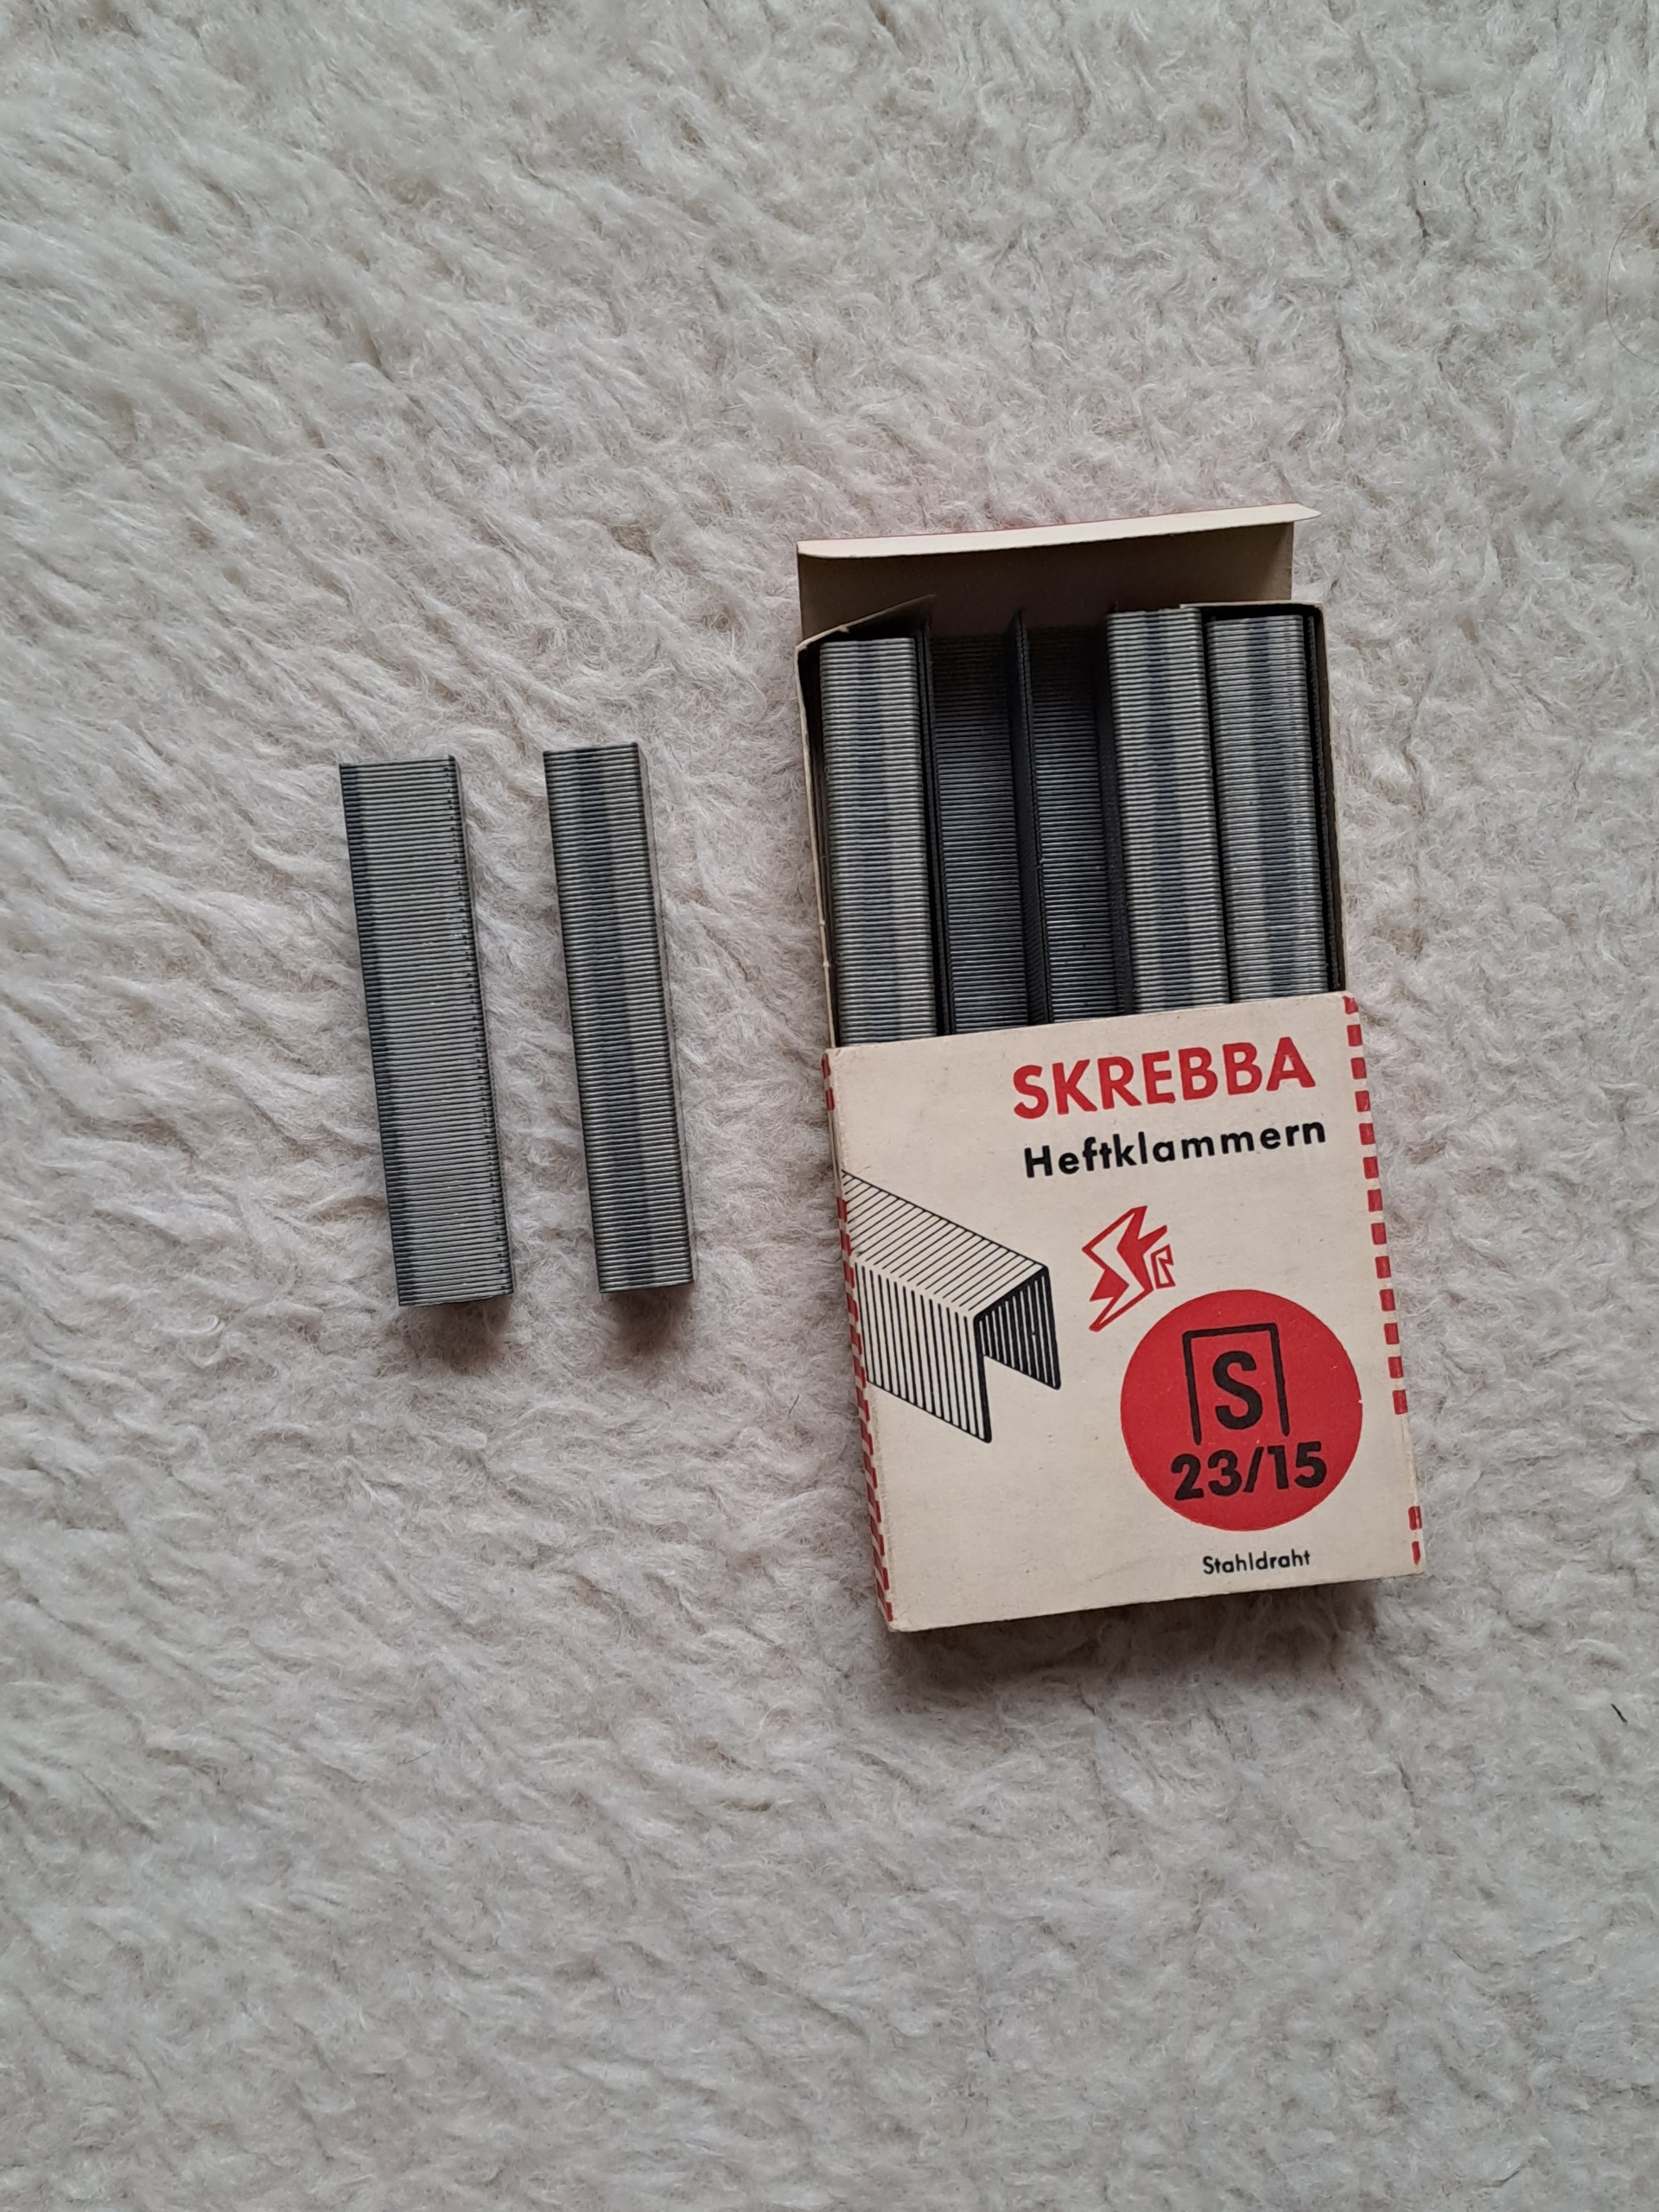 SKREBBA
Heftklammern
S
23/15
Stahldraht